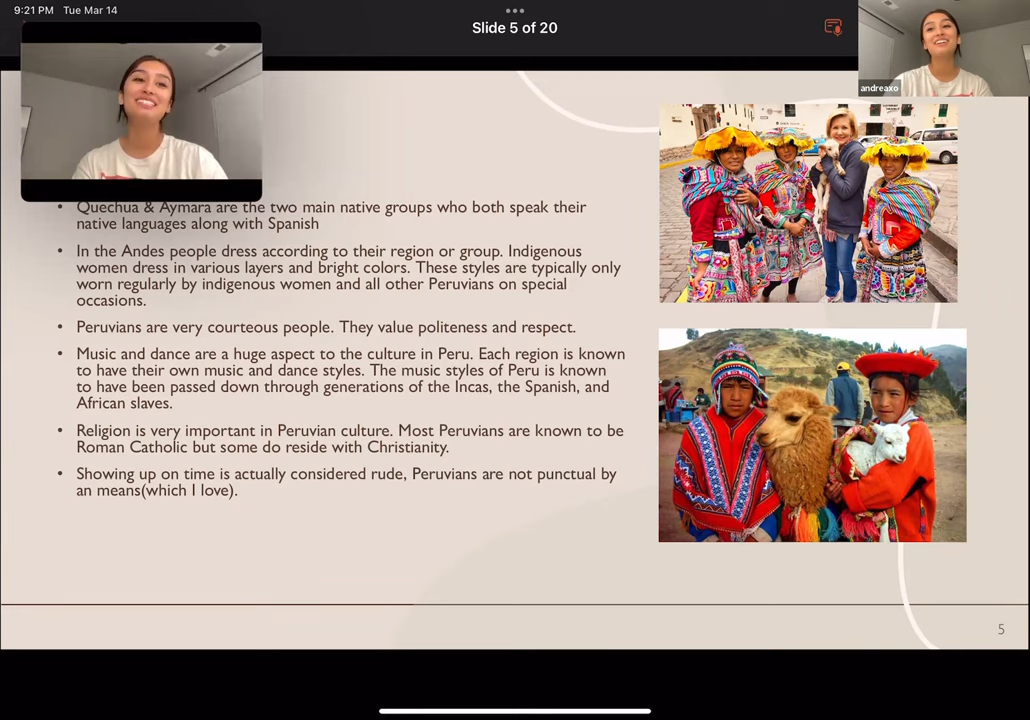 9:21 PM Tue Mar 14
Slide 5 of 20
andreaxo
• Quechua & Aymara are the two main native groups who both speak their
native languages along with Spanish
• In the Andes people dress according to their region or group. Indigenous
women dress in various layers and bright colors. These styles are typically only
worn regularly by indigenous women and all other Peruvians on special
occasions.
• Peruvians are very courteous people. They value politeness and respect.
• Music and dance are a huge aspect to the culture in Peru. Each region is known
to have their own music and dance styles. The music styles of Peru is known
to have been passed down through generations of the Incas, the Spanish, and
African slaves.
• Religion is very important in Peruvian culture. Most Peruvians are known to be
Roman Catholic but some do reside with Christianity.
• Showing up on time is actually considered rude, Peruvians are not punctual by
an means(which I love).
5